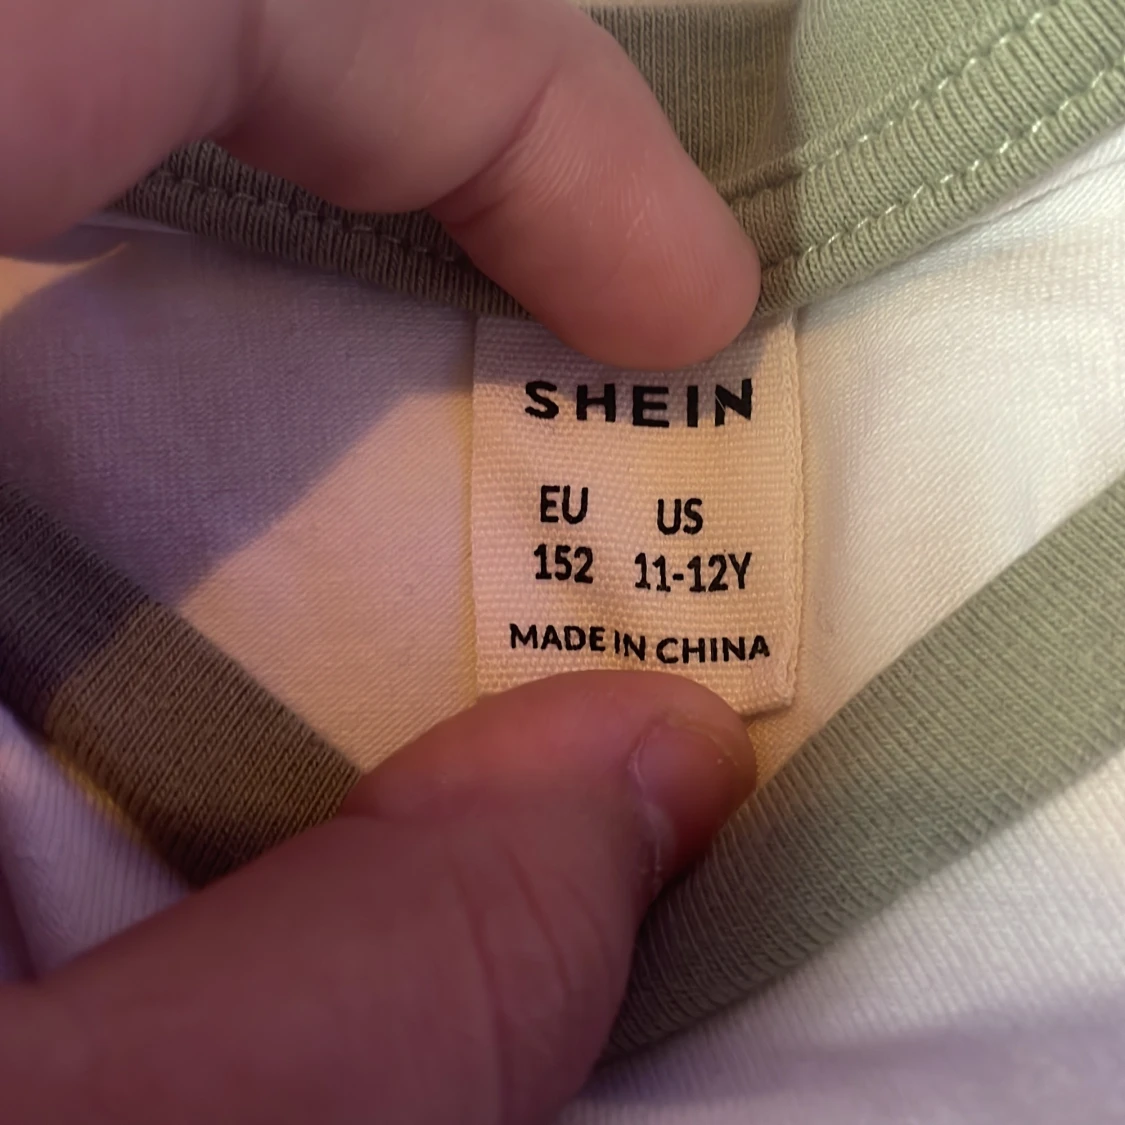 SHEIN
EU US
152 11-12Y
MADE IN CHINA